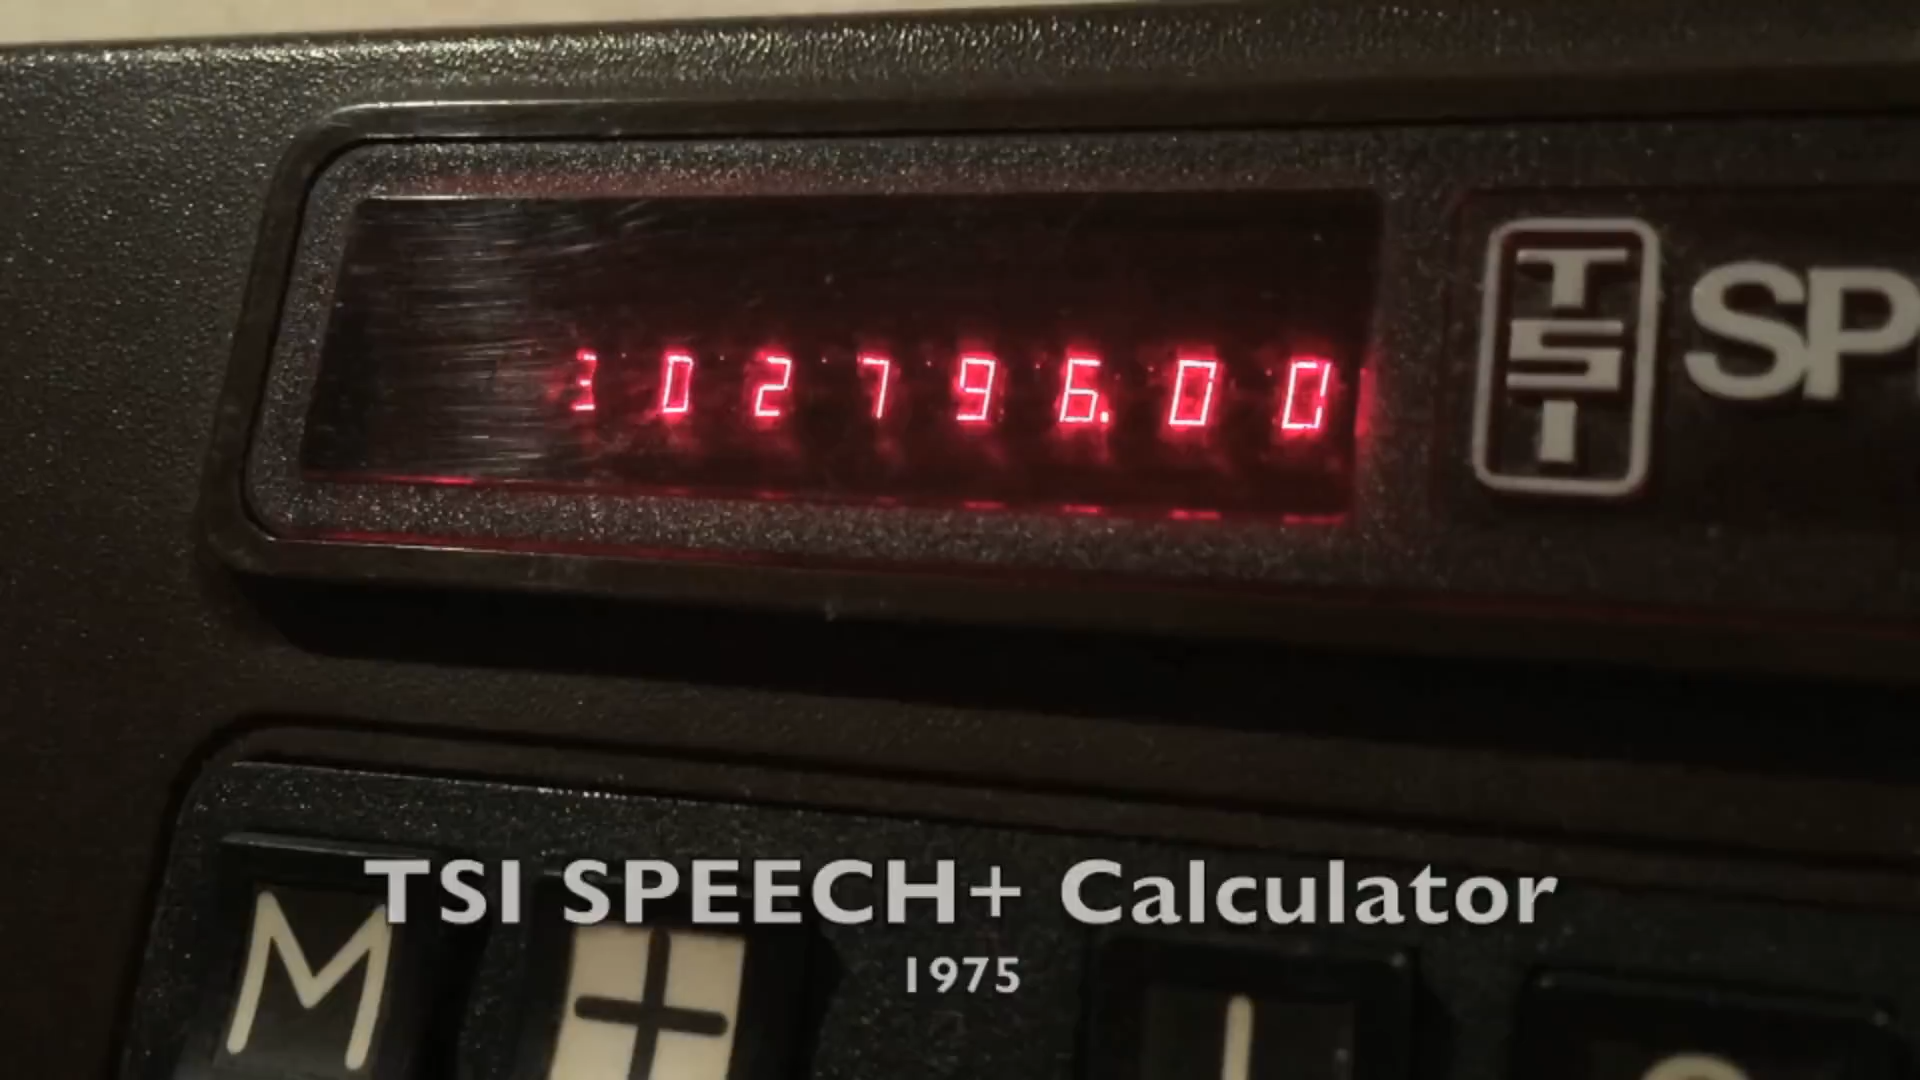 302796.00
TSI
SP
M
+
TSI SPEECH+ Calculator
1975